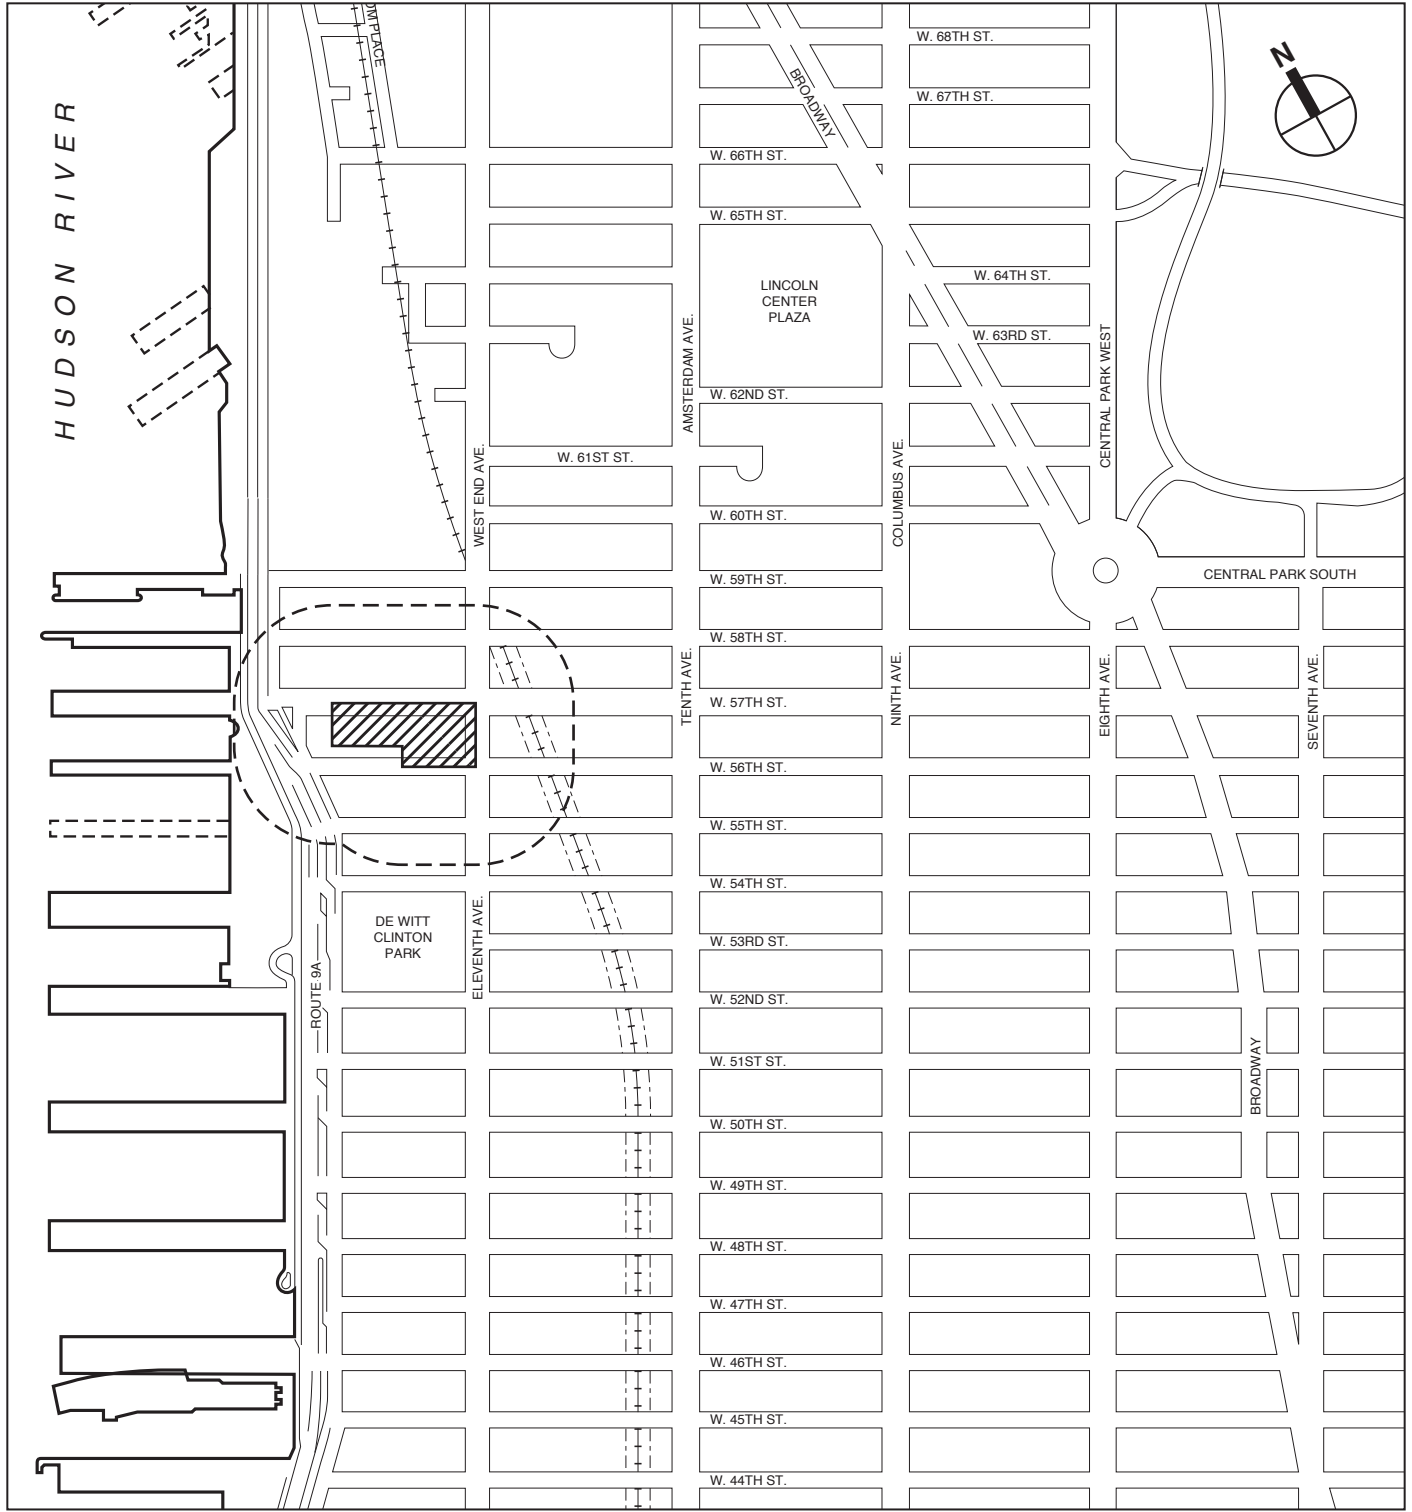 OM PLACE
W. 68TH ST.
N
BROADWAY
W. 67TH ST.
HUDSON RIVER
W. 66TH ST.
W. 65TH ST.
W. 64TH ST.
LINCOLN
CENTER
PLAZA
W. 63RD ST.
AMSTERDAM AVE.
CENTRAL PARK WEST
W. 62ND ST.
W. 61ST ST.
WEST END AVE.
COLUMBUS AVE.
W. 60TH ST.
W. 59TH ST.
CENTRAL PARK SOUTH
W. 58TH ST.
TENTH AVE.
NINTH AVE.
EIGHTH AVE.
SEVENTH AVE.
W. 57TH ST.
W. 56TH ST.
W. 55TH ST.
W. 54TH ST.
DE WITT
CLINTON
PARK
ELEVENTH AVE.
W. 53RD ST.
ROUTE 9A
W. 52ND ST.
W. 51ST ST.
BROADWAY
W. 50TH ST.
W. 49TH ST.
W. 48TH ST.
W. 47TH ST.
W. 46TH ST.
W. 45TH ST.
W. 44TH ST.